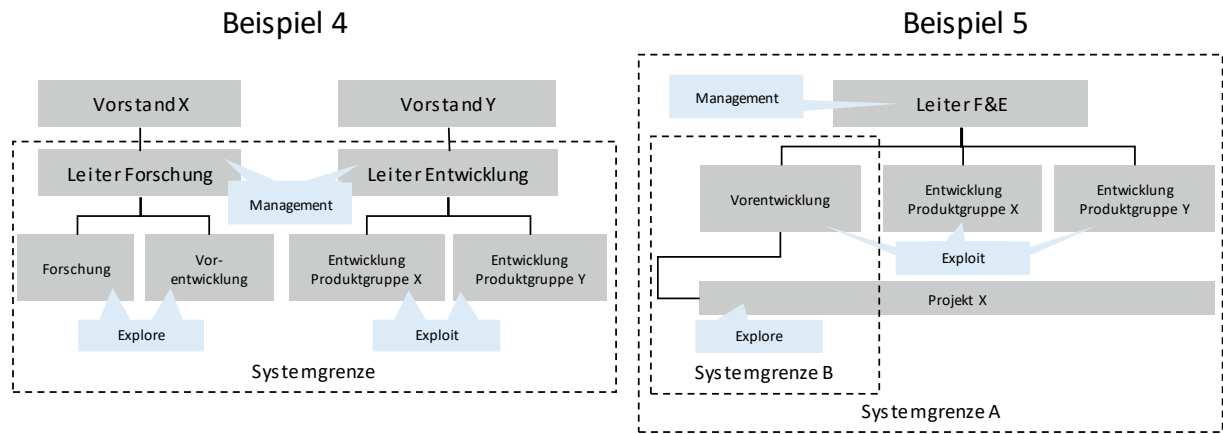 Beispiel 4
Vorstand X
Vorstand Y
Leiter Forschung
Leiter Entwicklung
Management
Forschung
Vor-
entwicklung
Entwicklung
Produktgruppe X
Entwicklung
Produktgruppe Y
Explore
Exploit
Systemgrenze
Beispiel 5
Management
Leiter F&E
Vorentwicklung
Entwicklung
Produktgruppe X
Entwicklung
Produktgruppe Y
Exploit
Projekt X
Explore
Systemgrenze B
Systemgrenze A